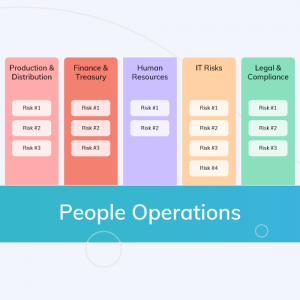 Production &
Distribution
Risk #1
Risk #2
Risk #3
Finance &
Treasury
Risk #1
Risk #2
Risk #3
Human
Resources
Risk #1
Risk #2
IT Risks
Risk #1
Risk #2
Risk #3
Risk #4
Legal &
Compliance
Risk #1
Risk #2
Risk #3
People Operations